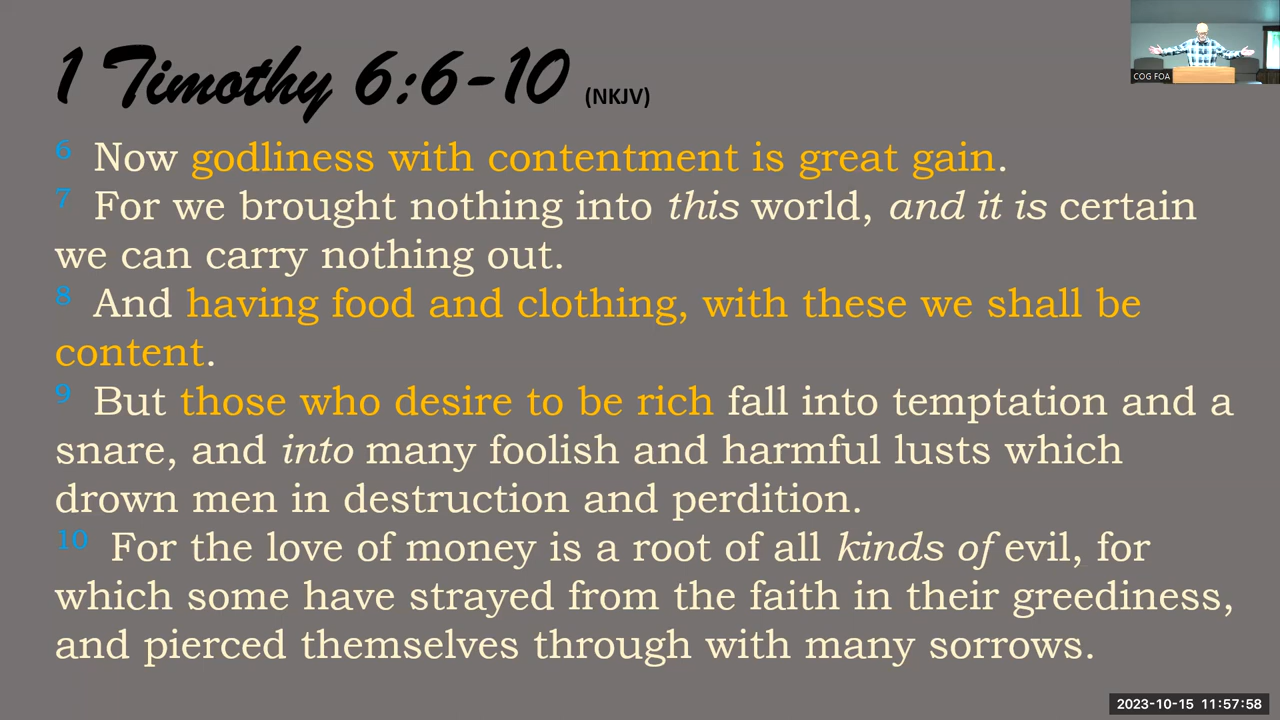 1 Timothy 6:6-10 (NKJV)
COG FOA
6 Now godliness with contentment is great gain.
7 For we brought nothing into this world, and it is certain
we can carry nothing out.
8 And having food and clothing, with these we shall be
content.
9 But those who desire to be rich fall into temptation and a
snare, and into many foolish and harmful lusts which
drown men in destruction and perdition.
10 For the love of money is a root of all kinds of evil, for
which some have strayed from the faith in their greediness,
and pierced themselves through with many sorrows.
2023-10-15 11:57:58